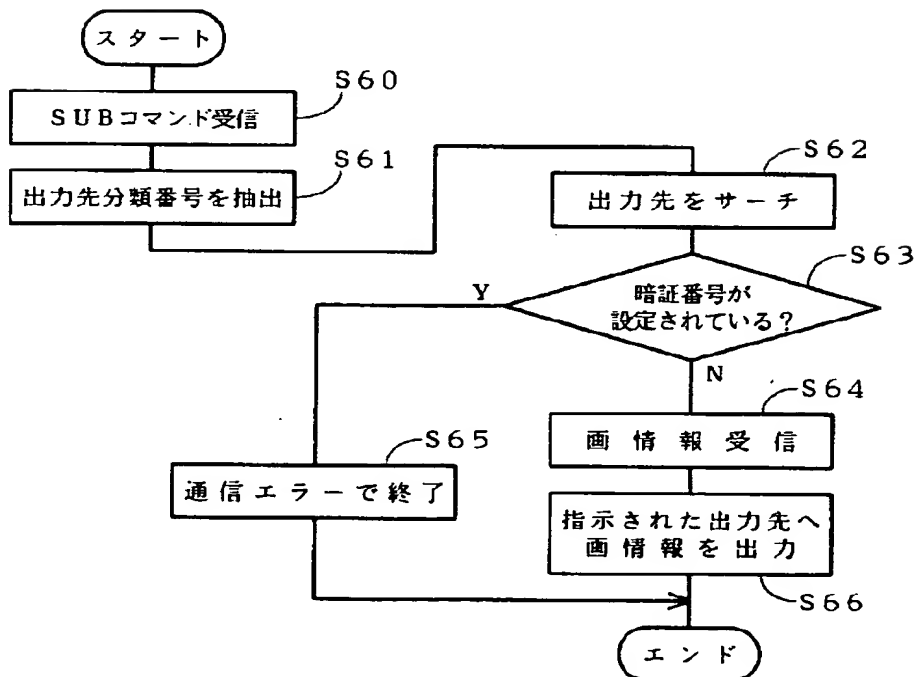 スタート
S60
SUBコマンド受信
S61
出力先分類番号を抽出
S62
出力先をサーチ
S63
暗証番号が
設定されている?
Y
N
S64
画情報受信
S65
通信エラーで終了
指示された出力先へ
画情報を出力
S66
エンド